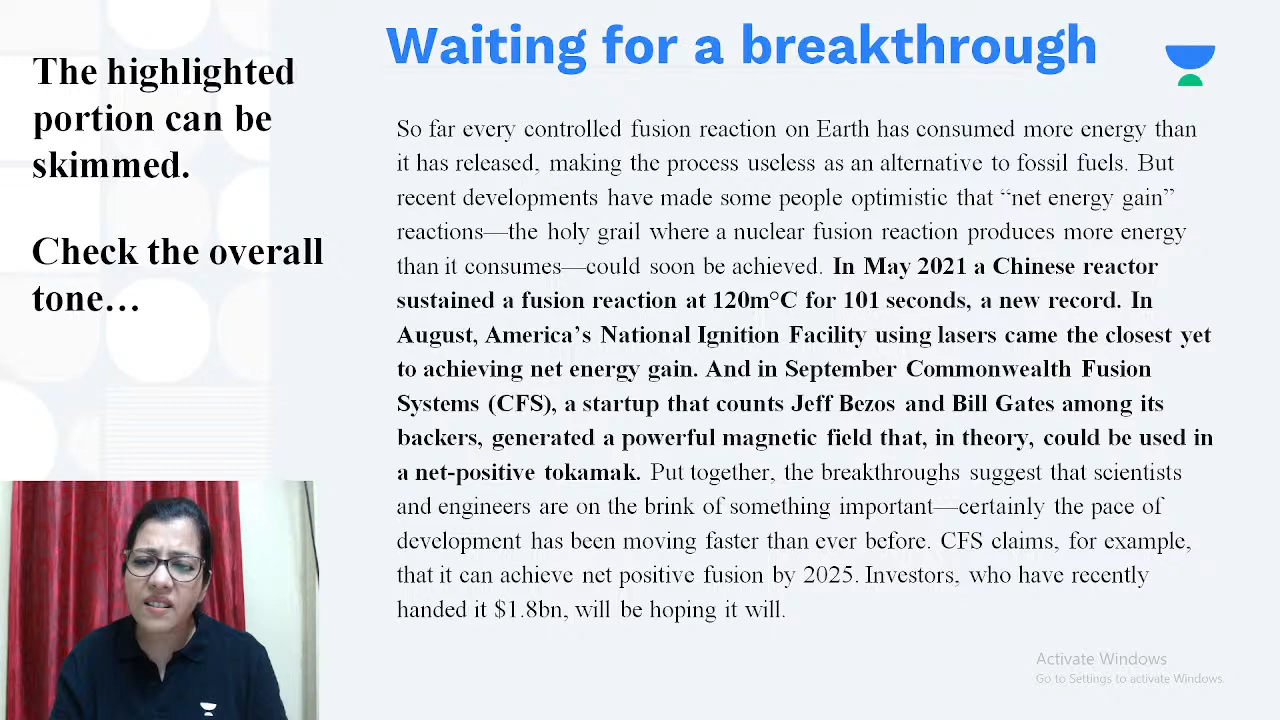 Waiting for a breakthrough
The highlighted
portion can be
skimmed.
Check the overall
tone…
So far every controlled fusion reaction on Earth has consumed more energy than
it has released, making the process useless as an alternative to fossil fuels. But
recent developments have made some people optimistic that “net energy gain”
reactions—the holy grail where a nuclear fusion reaction produces more energy
than it consumes—could soon be achieved. In May 2021 a Chinese reactor
sustained a fusion reaction at 120m°C for 101 seconds, a new record. In
August, America’s National Ignition Facility using lasers came the closest yet
to achieving net energy gain. And in September Commonwealth Fusion
Systems (CFS), a startup that counts Jeff Bezos and Bill Gates among its
backers, generated a powerful magnetic field that, in theory, could be used in
a net-positive tokamak. Put together, the breakthroughs suggest that scientists
and engineers are on the brink of something important—certainly the pace of
development has been moving faster than ever before. CFS claims, for example,
that it can achieve net positive fusion by 2025. Investors, who have recently
handed it $1.8bn, will be hoping it will.
Activate Windows
Go to Settings to activate Windows.